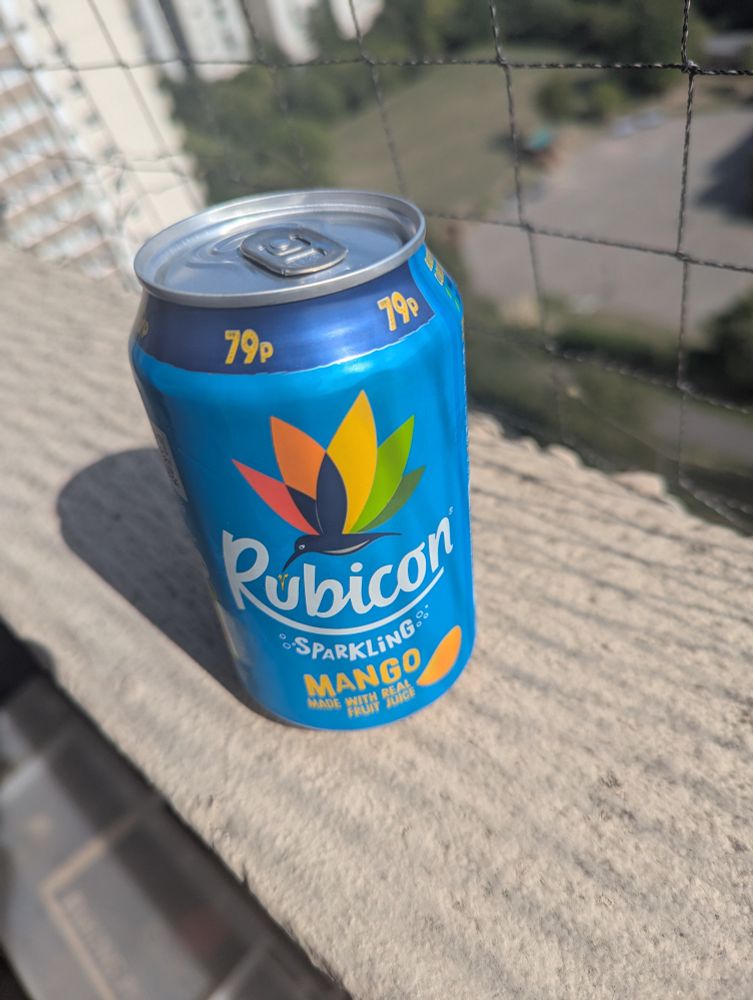 79p
79p
Rubicon
SPARKLING
MANGO
MADE WITH REAL
FRUIT JUICE